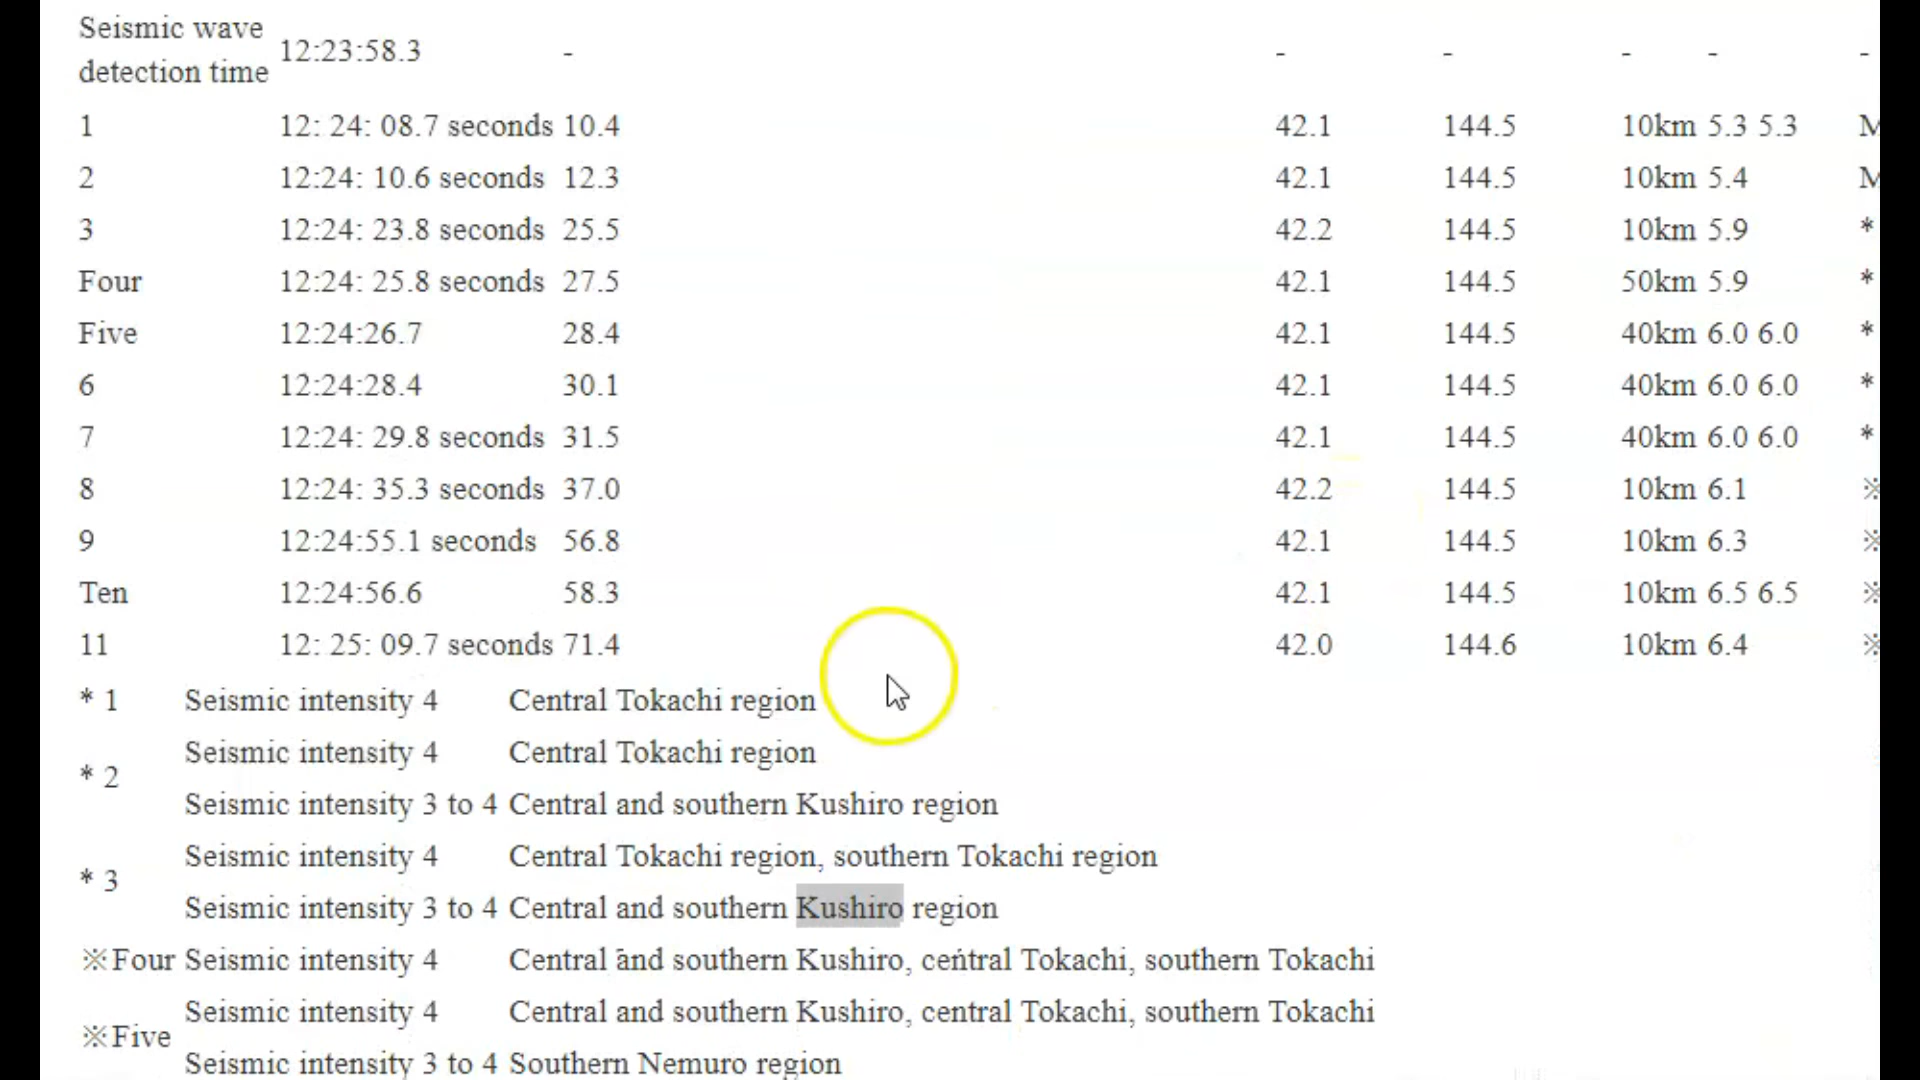 Seismic wave
detection time 12:23:58.3 - - - - - -
1 12: 24: 08.7 seconds 10.4 42.1 144.5 10km 5.3 5.3
2 12:24: 10.6 seconds 12.3 42.1 144.5 10km 5.4
3 12:24: 23.8 seconds 25.5 42.2 144.5 10km 5.9 *
Four 12:24: 25.8 seconds 27.5 42.1 144.5 50km 5.9 *
Five 12:24:26.7 28.4 42.1 144.5 40km 6.0 6.0 *
6 12:24:28.4 30.1 42.1 144.5 40km 6.0 6.0 *
7 12:24: 29.8 seconds 31.5 42.1 144.5 40km 6.0 6.0 *
8 12:24: 35.3 seconds 37.0 42.2 144.5 10km 6.1 ※
9 12:24:55.1 seconds 56.8 42.1 144.5 10km 6.3 ※
Ten 12:24:56.6 58.3 42.1 144.5 10km 6.5 6.5 ※
11 12: 25: 09.7 seconds 71.4 42.0 144.6 10km 6.4 ※
* 1 Seismic intensity 4 Central Tokachi region
* 2 Seismic intensity 4 Central Tokachi region
Seismic intensity 3 to 4 Central and southern Kushiro region
* 3 Seismic intensity 4 Central Tokachi region, southern Tokachi region
Seismic intensity 3 to 4 Central and southern Kushiro region
※Four Seismic intensity 4 Central and southern Kushiro, central Tokachi, southern Tokachi
※Five Seismic intensity 4 Central and southern Kushiro, central Tokachi, southern Tokachi
Seismic intensity 3 to 4 Southern Nemuro region